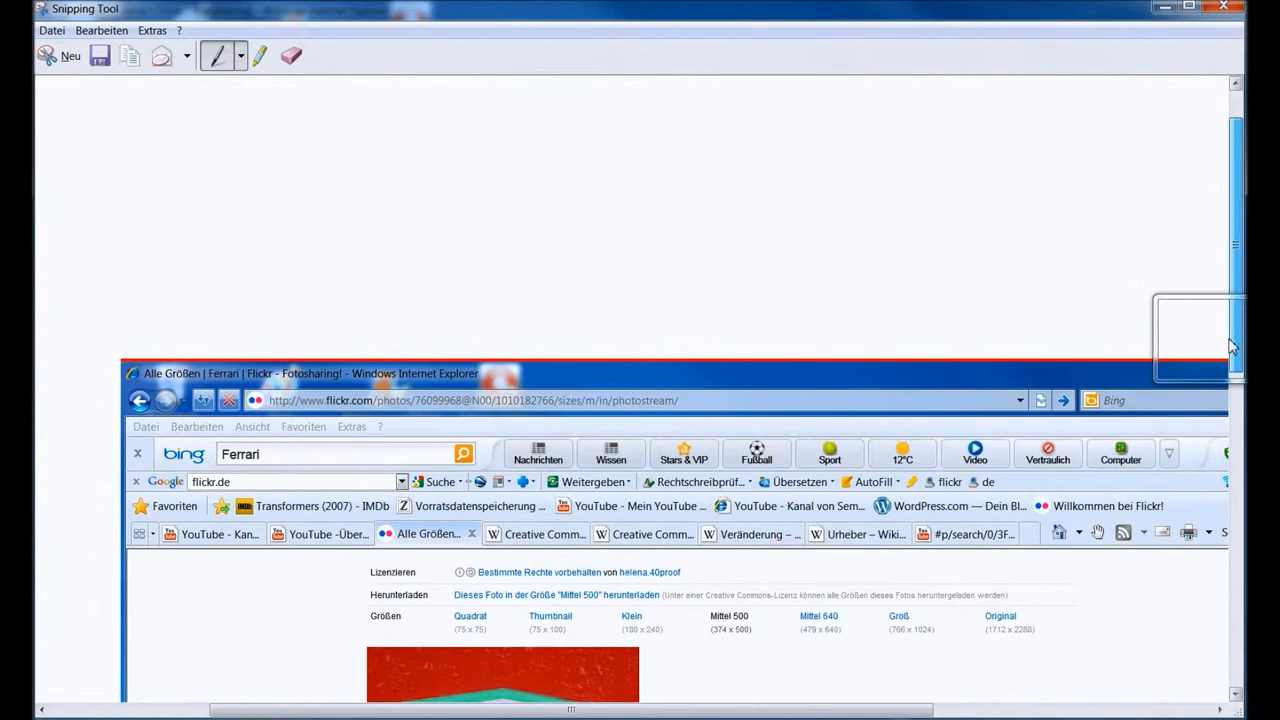 Snipping Tool
Datei Bearbeiten Extras ?
Neu
Alle Größen | Ferrari | Flickr - Fotosharing! - Windows Internet Explorer
http://www.flickr.com/photos/76099968@N00/1010182766/sizes/m/in/photostream/ Bing
Datei Bearbeiten Ansicht Favoriten Extras ?
x bing Ferrari Nachrichten Wissen Stars & VIP Fußball Sport 12°C Video Vertraulich Computer
x Google flickr.de Suche Weitergeben Rechtschreibprüf... Übersetzen AutoFill flickr de
Favoriten IMDb Transformers (2007) - IMDb Vorratsdatenspeicherung ... YouTube - Mein YouTube ... YouTube - Kanal von Sem... WordPress.com — Dein Bl... Willkommen bei Flickr!
YouTube - Kan... YouTube -Über... Alle Größen... x Creative Comm... Creative Comm... Veränderung – ... Urheber – Wiki... #p/search/0/3F... S
Lizenzieren Bestimmte Rechte vorbehalten von helena.40proof
Herunterladen Dieses Foto in der Größe "Mittel 500" herunterladen (Unter einer Creative Commons-Lizenz können alle Größen dieses Fotos heruntergeladen werden)
Größen Quadrat Thumbnail Klein Mittel 500 Mittel 640 Groß Original
(75 x 75) (75 x 100) (180 x 240) (374 x 500) (479 x 640) (766 x 1024) (1712 x 2288)